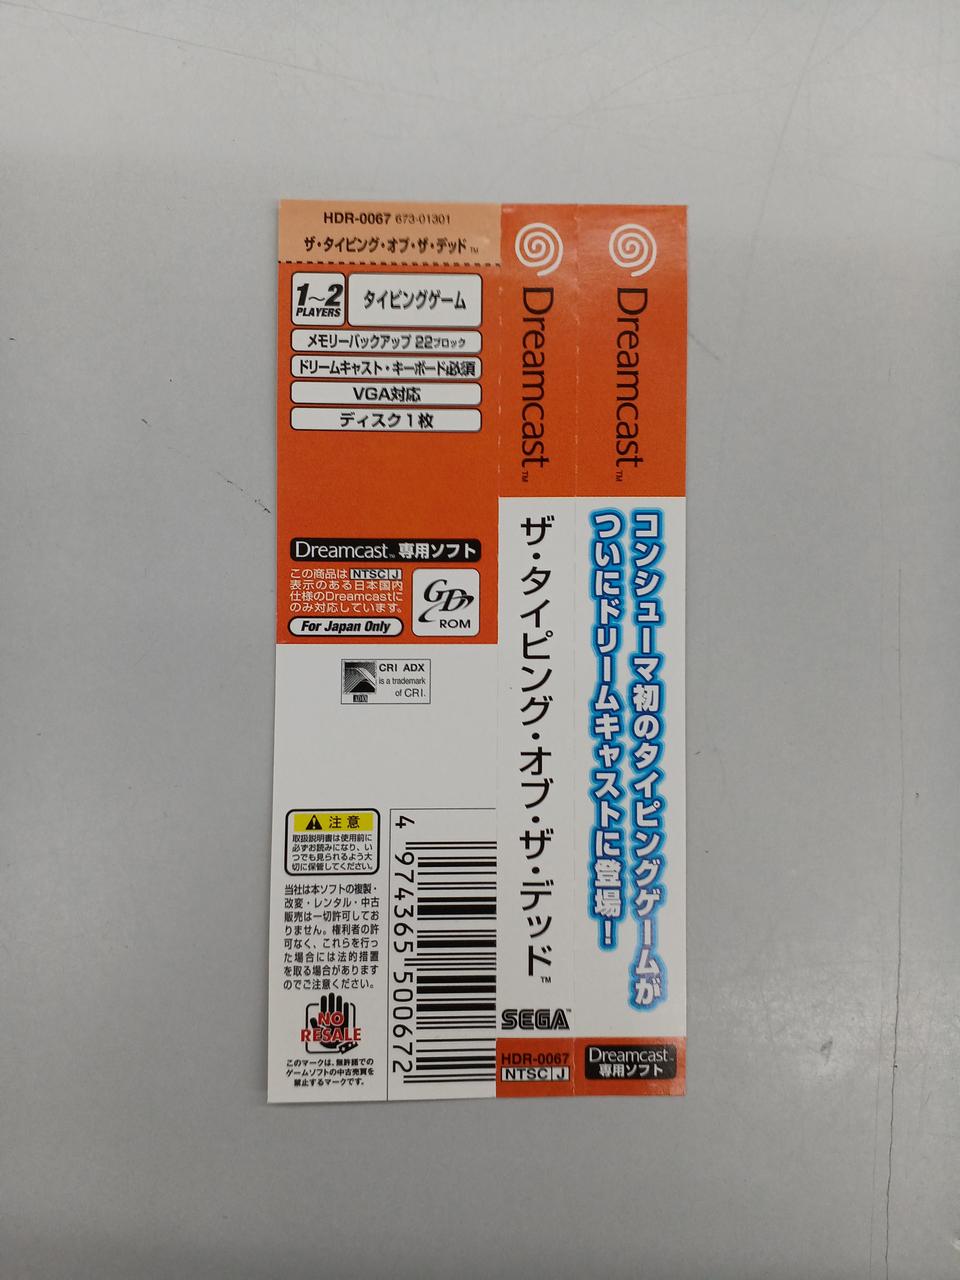 HDR-0067 673-01301
ザ・タイピング・オブ・ザ・デッド™
1~2
PLAYERS
タイピングゲーム
メモリーバックアップ 22ブロック
ドリームキャスト・キーボード必須
VGA対応
ディスク1枚
Dreamcast™専用ソフト
この商品は NTSC J
表示のある日本国内
仕様のDreamcastに
のみ対応しています。
For Japan Only
GD
ROM
CRI ADX
is a trademark
of CRI.
ADX
注意
取扱説明書は使用前に
必ずお読みになり、い
つでも見られるよう大
切に保管してください。
当社は本ソフトの複製・
改変・レンタル・中古
販売は一切許可してお
りません。権利者の許
可なく、これらを行っ
た場合には法的措置
を取る場合があります
のでご注意ください。
NO
RESALE
このマークは、無許諾での
ゲームソフトの中古売買を
禁止するマークです。
4 974365 500672
Dreamcast™
ザ・タイピング・オブ・ザ・デッド™
SEGA™
HDR-0067
NTSC J
Dreamcast™
コンシューマ初のタイピングゲームが
ついにドリームキャストに登場!
Dreamcast™
専用ソフト